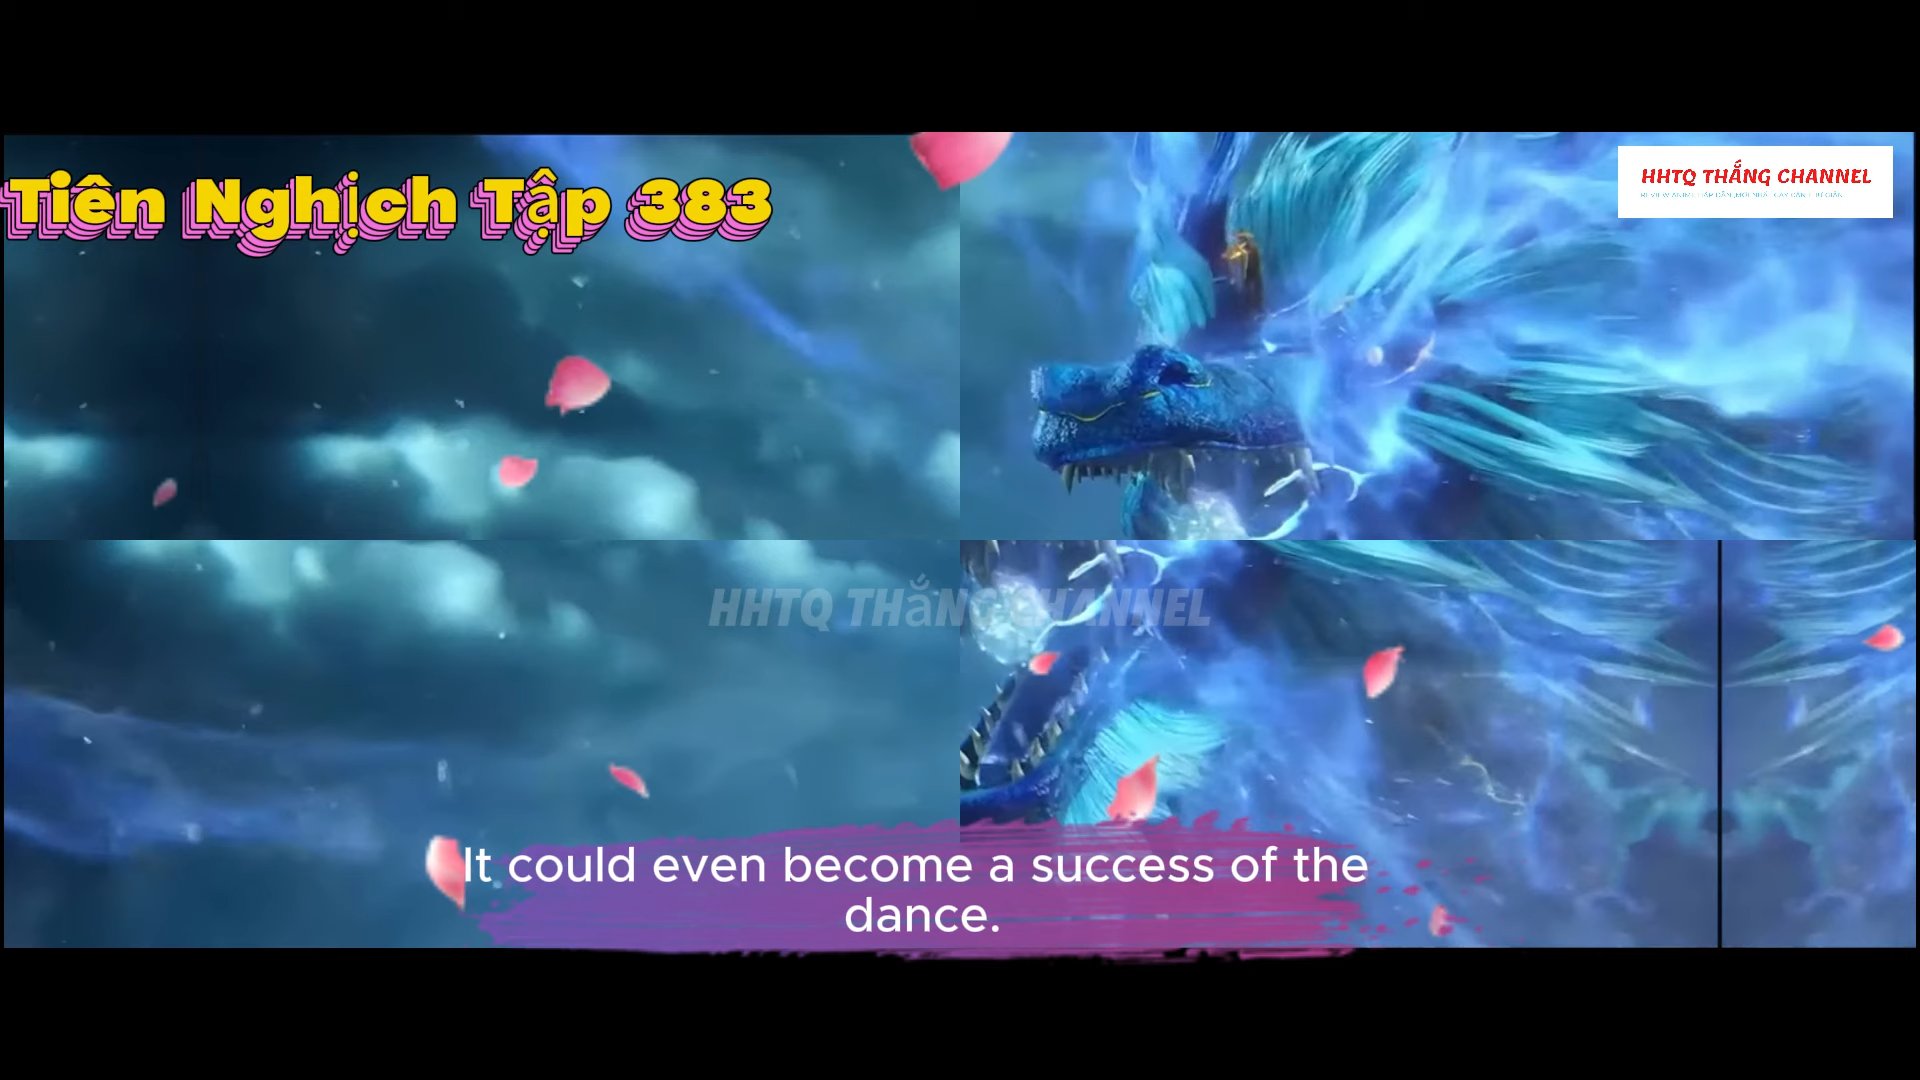 Tiên Nghịch Tập 383
HHTQ THẮNG CHANNEL
HHTQ THẮNG CHANNEL
It could even become a success of the
dance.